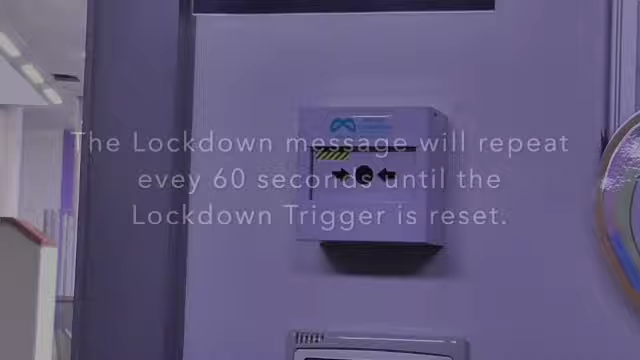 The Lockdown message will repeat
evey 60 seconds until the
Lockdown Trigger is reset.